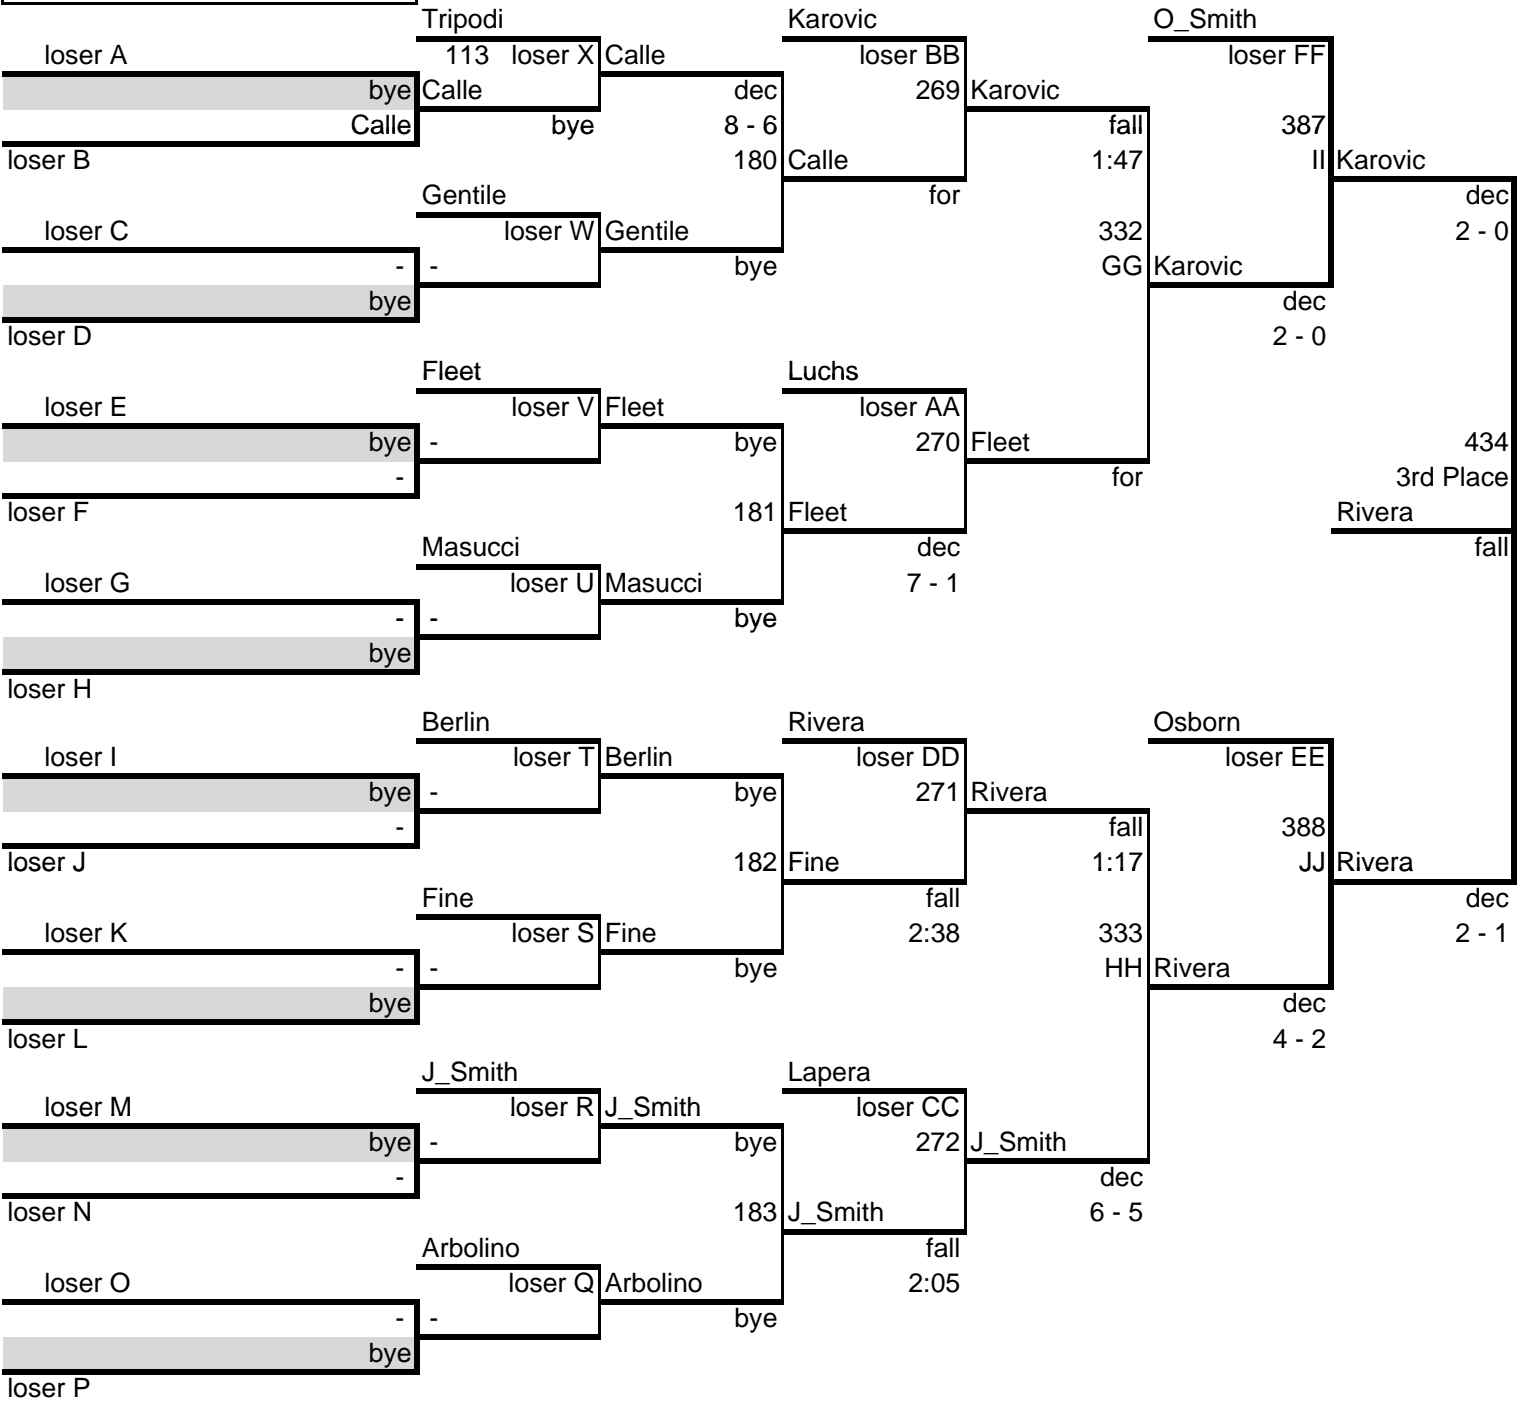 Tripodi Karovic O_Smith
loser A 113 loser X Calle loser BB loser FF
bye Calle dec 269 Karovic
Calle bye 8 - 6 fall 387
loser B 180 Calle 1:47 II Karovic
Gentile for dec
loser C loser W Gentile 332 2 - 0
- - bye GG Karovic
bye dec
loser D 2 - 0
Fleet Luchs
loser E loser V Fleet loser AA
bye - bye 270 Fleet 434
- for 3rd Place
loser F 181 Fleet Rivera
Masucci dec fall
loser G loser U Masucci 7 - 1
- - bye
bye
loser H
Berlin Rivera Osborn
loser I loser T Berlin loser DD loser EE
bye - bye 271 Rivera
- fall 388
loser J 182 Fine 1:17 JJ Rivera
Fine fall dec
loser K loser S Fine 2:38 333 2 - 1
- - bye HH Rivera
bye dec
loser L 4 - 2
J_Smith Lapera
loser M loser R J_Smith loser CC
bye - bye 272 J_Smith
- dec
loser N 183 J_Smith 6 - 5
Arbolino fall
loser O loser Q Arbolino 2:05
- - bye
bye
loser P